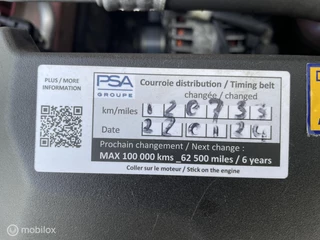 PLUS / MORE
INFORMATION
PSA
GROUPE
Courroie distribution / Timing belt
changée / changed
km/miles
Date
Prochain changement / Next change :
MAX 100 000 kms _62 500 miles / 6 years
Coller sur le moteur / Stick on the engine
mobilox